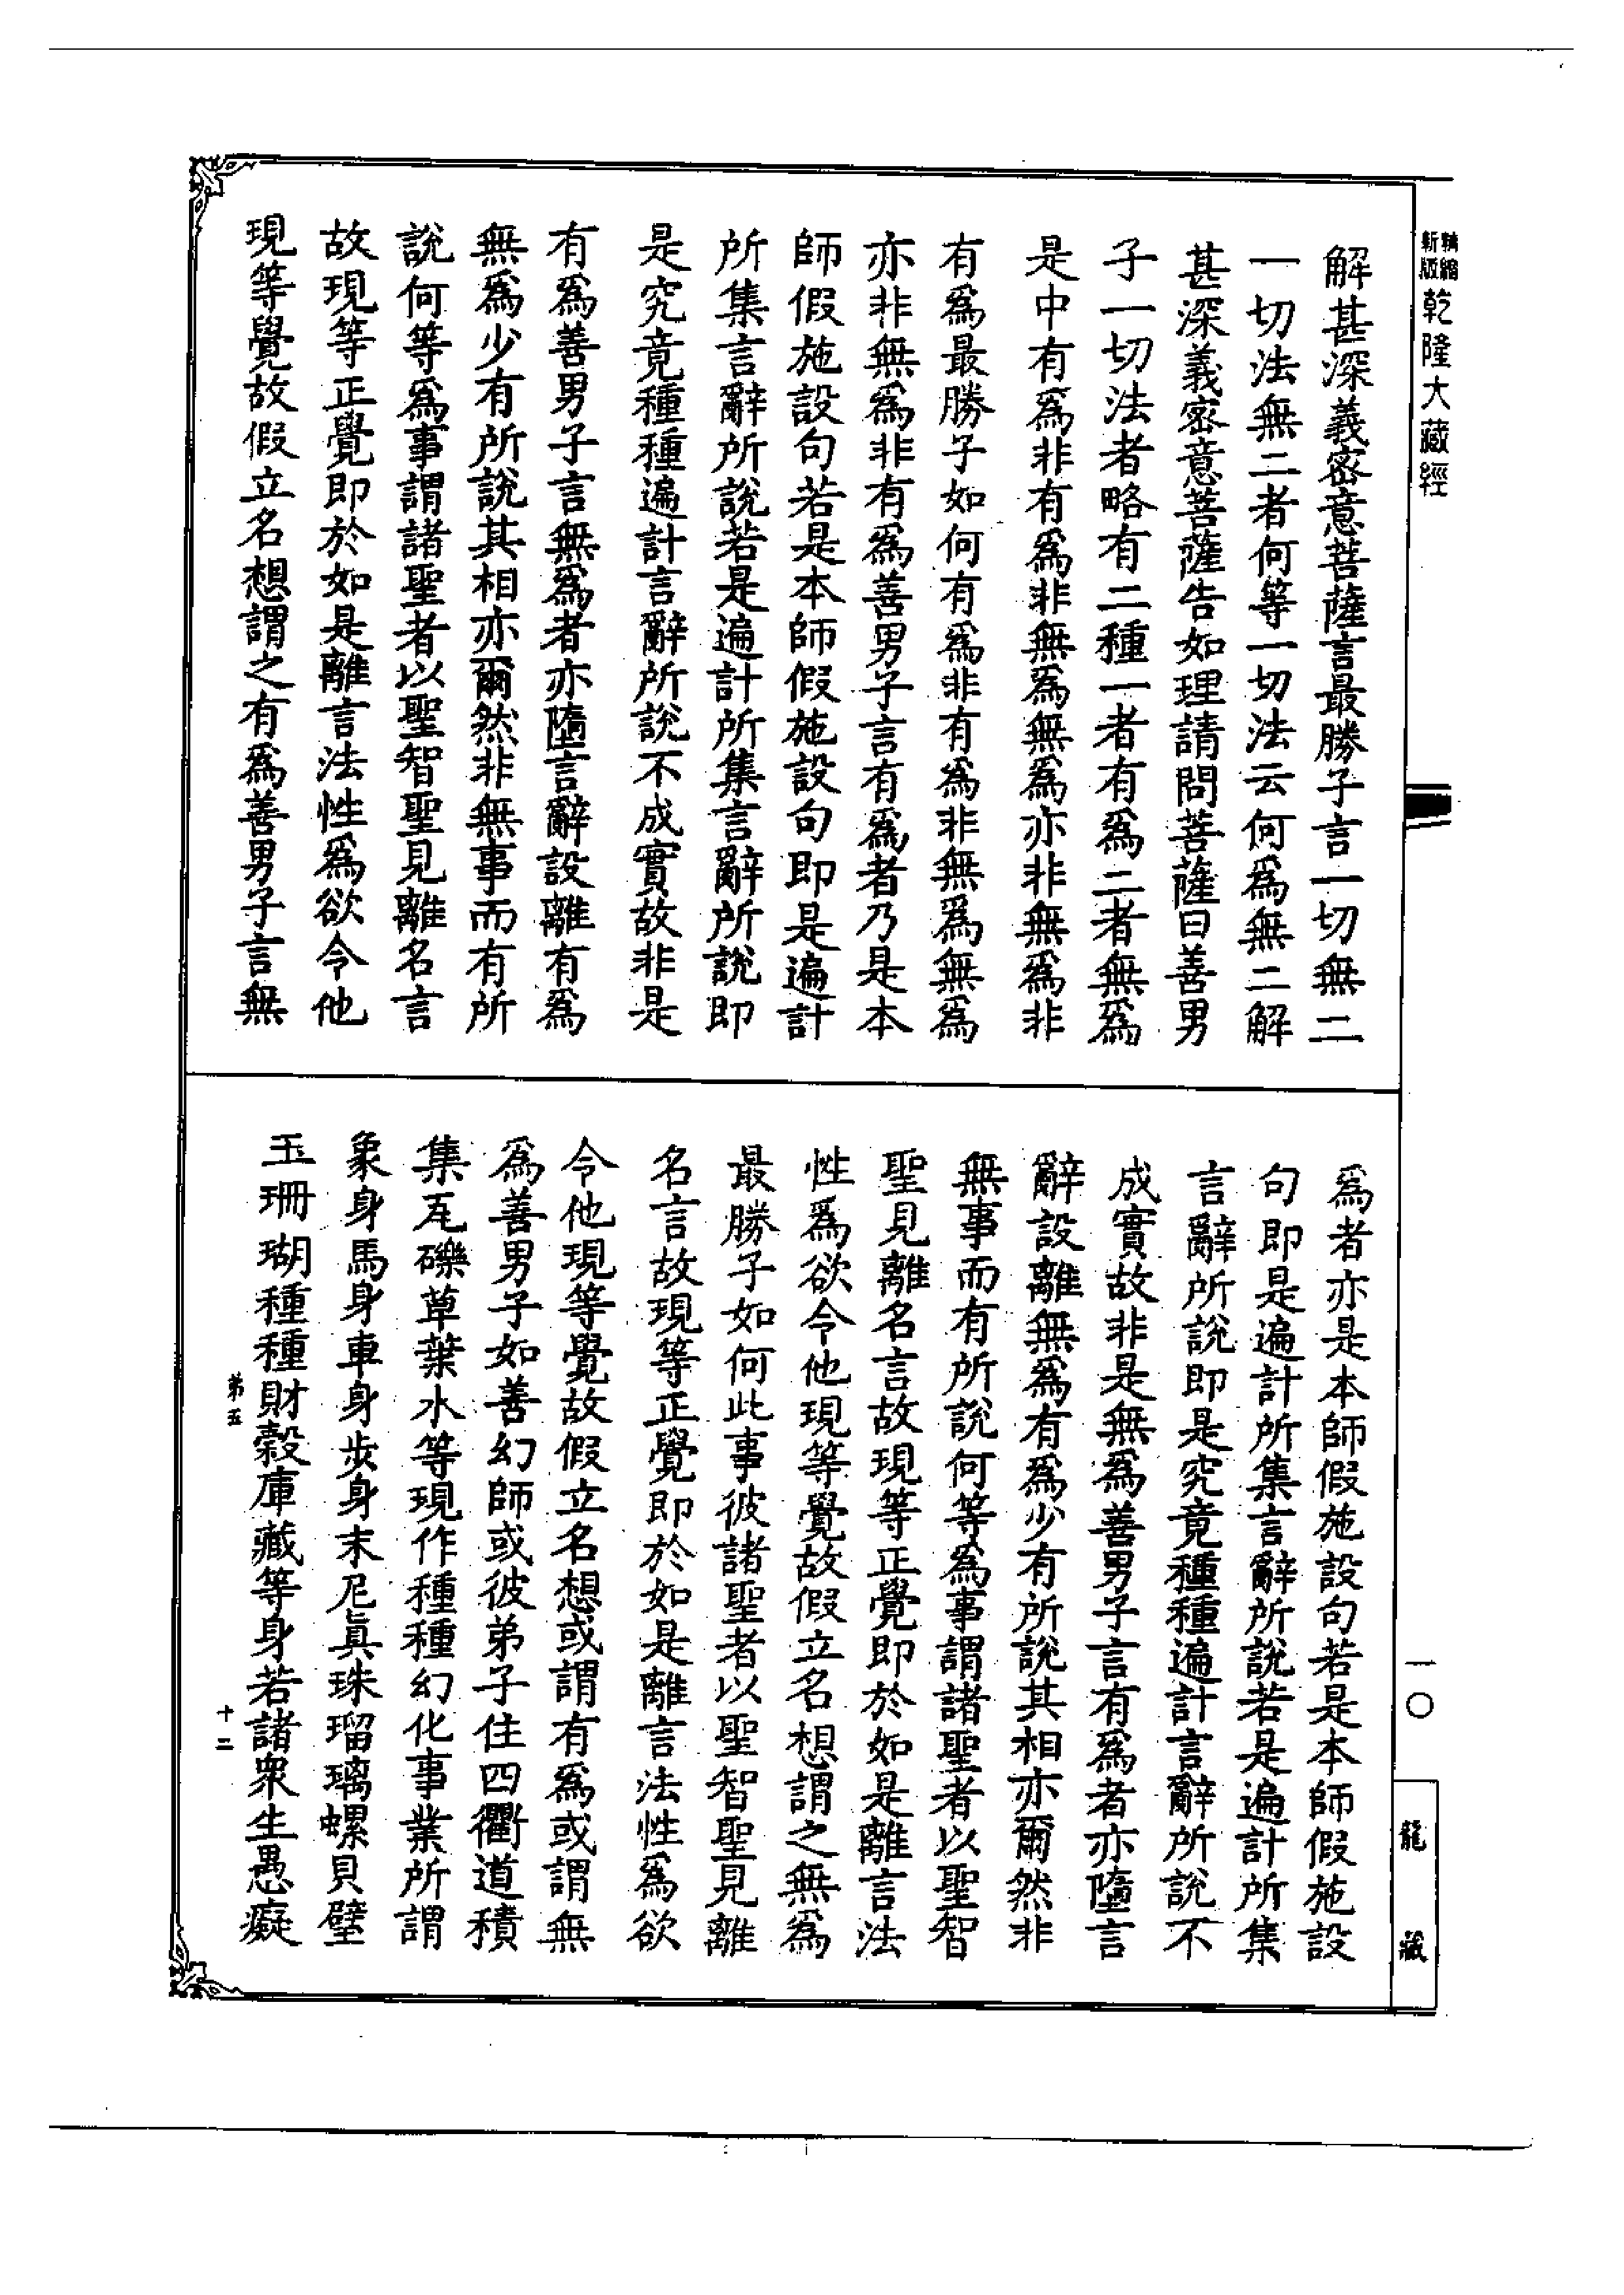 精縮
新版
乾隆大藏經
解甚深義密意菩薩言最勝子言一切無二
一切法無二者何等一切法云何爲無二解
甚深義密意菩薩告如理請問菩薩曰善男
子一切法者略有二種一者有爲二者無爲
是中有爲非有爲非無爲無爲亦非無爲非
有爲最勝子如何有爲非有爲非無爲無爲
亦非無爲非有爲善男子言有爲者乃是本
師假施設句若是本師假施設句即是遍計
所集言辭所說若是遍計所集言辭所說即
是究竟種種遍計言辭所說不成實故非是
有爲善男子言無爲者亦墮言辭設離有爲
無爲少有所說其相亦爾然非無事而有所
說何等爲事謂諸聖者以聖智聖見離名言
故現等正覺即於如是離言法性爲欲令他
現等覺故假立名想謂之有爲善男子言無
爲者亦是本師假施設句若是本師假施設
句即是遍計所集言辭所說若是遍計所集
言辭所說即是究竟種種遍計言辭所說不
成實故非是無爲善男子言有爲者亦墮言
辭設離無爲有爲少有所說其相亦爾然非
無事而有所說何等爲事謂諸聖者以聖智
聖見離名言故現等正覺即於如是離言法
性爲欲令他現等覺故假立名想謂之無爲
最勝子如何此事彼諸聖者以聖智聖見離
名言故現等正覺即於如是離言法性爲欲
令他現等覺故假立名想或謂有爲或謂無
爲善男子如善幻師或彼弟子住四衢道積
集瓦礫草葉水等現作種種幻化事業所謂
象身馬身車身步身末尼真珠瑠璃螺貝璧
玉珊瑚種種財穀庫藏等身若諸衆生愚癡
第五
十二
一〇
龍藏